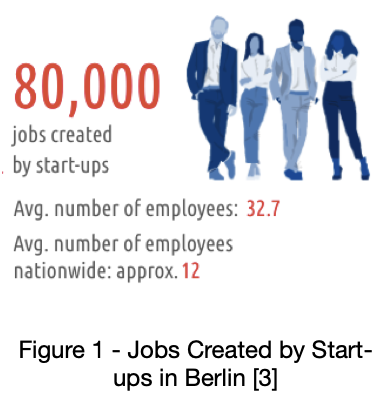 80,000
jobs created
by start-ups
Avg. number of employees: 32.7
Avg. number of employees
nationwide: approx. 12
Figure 1 - Jobs Created by Start-
ups in Berlin [3]